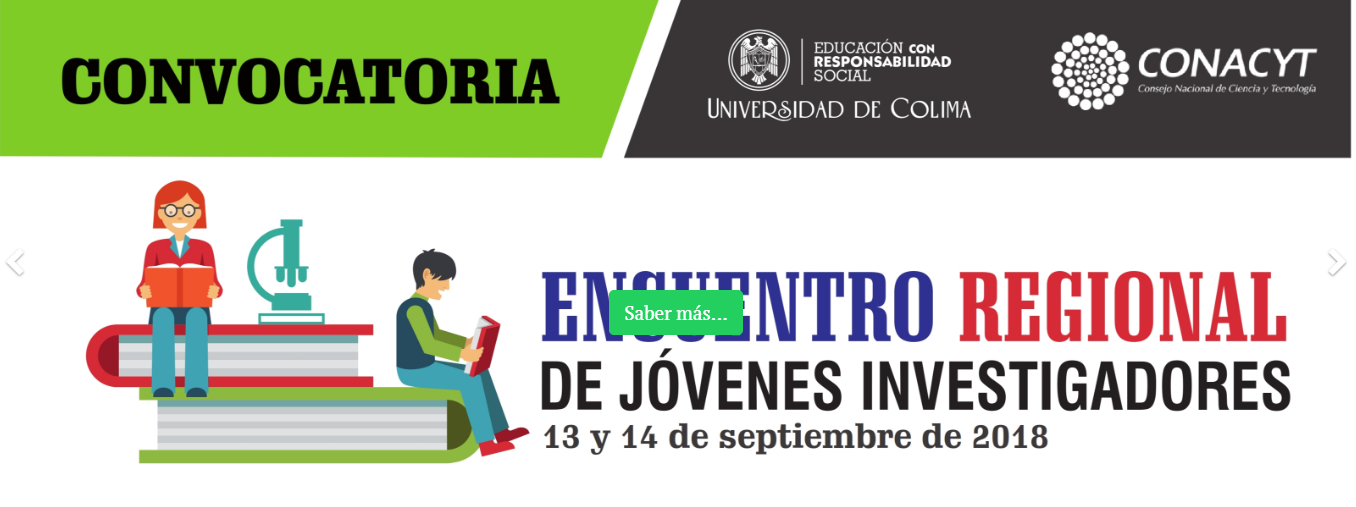 CONVOCATORIA
EDUCACIÓN CON
RESPONSABILIDAD
SOCIAL
UNIVERSIDAD DE COLIMA
CONACYT
Consejo Nacional de Ciencia y Tecnología
ENCUENTRO REGIONAL
Saber más...
DE JÓVENES INVESTIGADORES
13 y 14 de septiembre de 2018